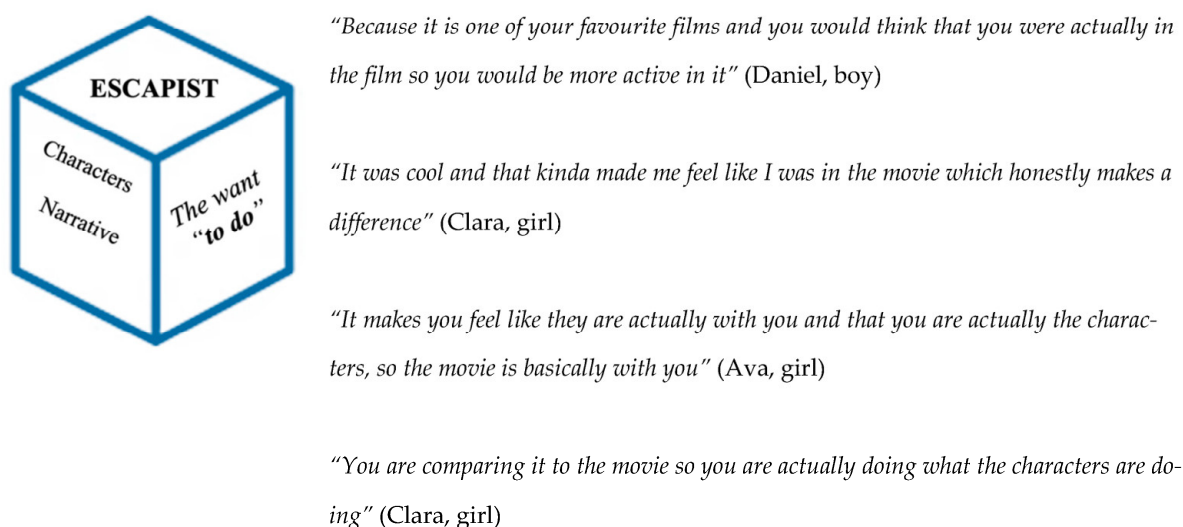 ESCAPIST
Characters
Narrative
The want
“to do”
“Because it is one of your favourite films and you would think that you were actually in
the film so you would be more active in it” (Daniel, boy)
“It was cool and that kinda made me feel like I was in the movie which honestly makes a
difference” (Clara, girl)
“It makes you feel like they are actually with you and that you are actually the charac-
ters, so the movie is basically with you” (Ava, girl)
“You are comparing it to the movie so you are actually doing what the characters are do-
ing” (Clara, girl)